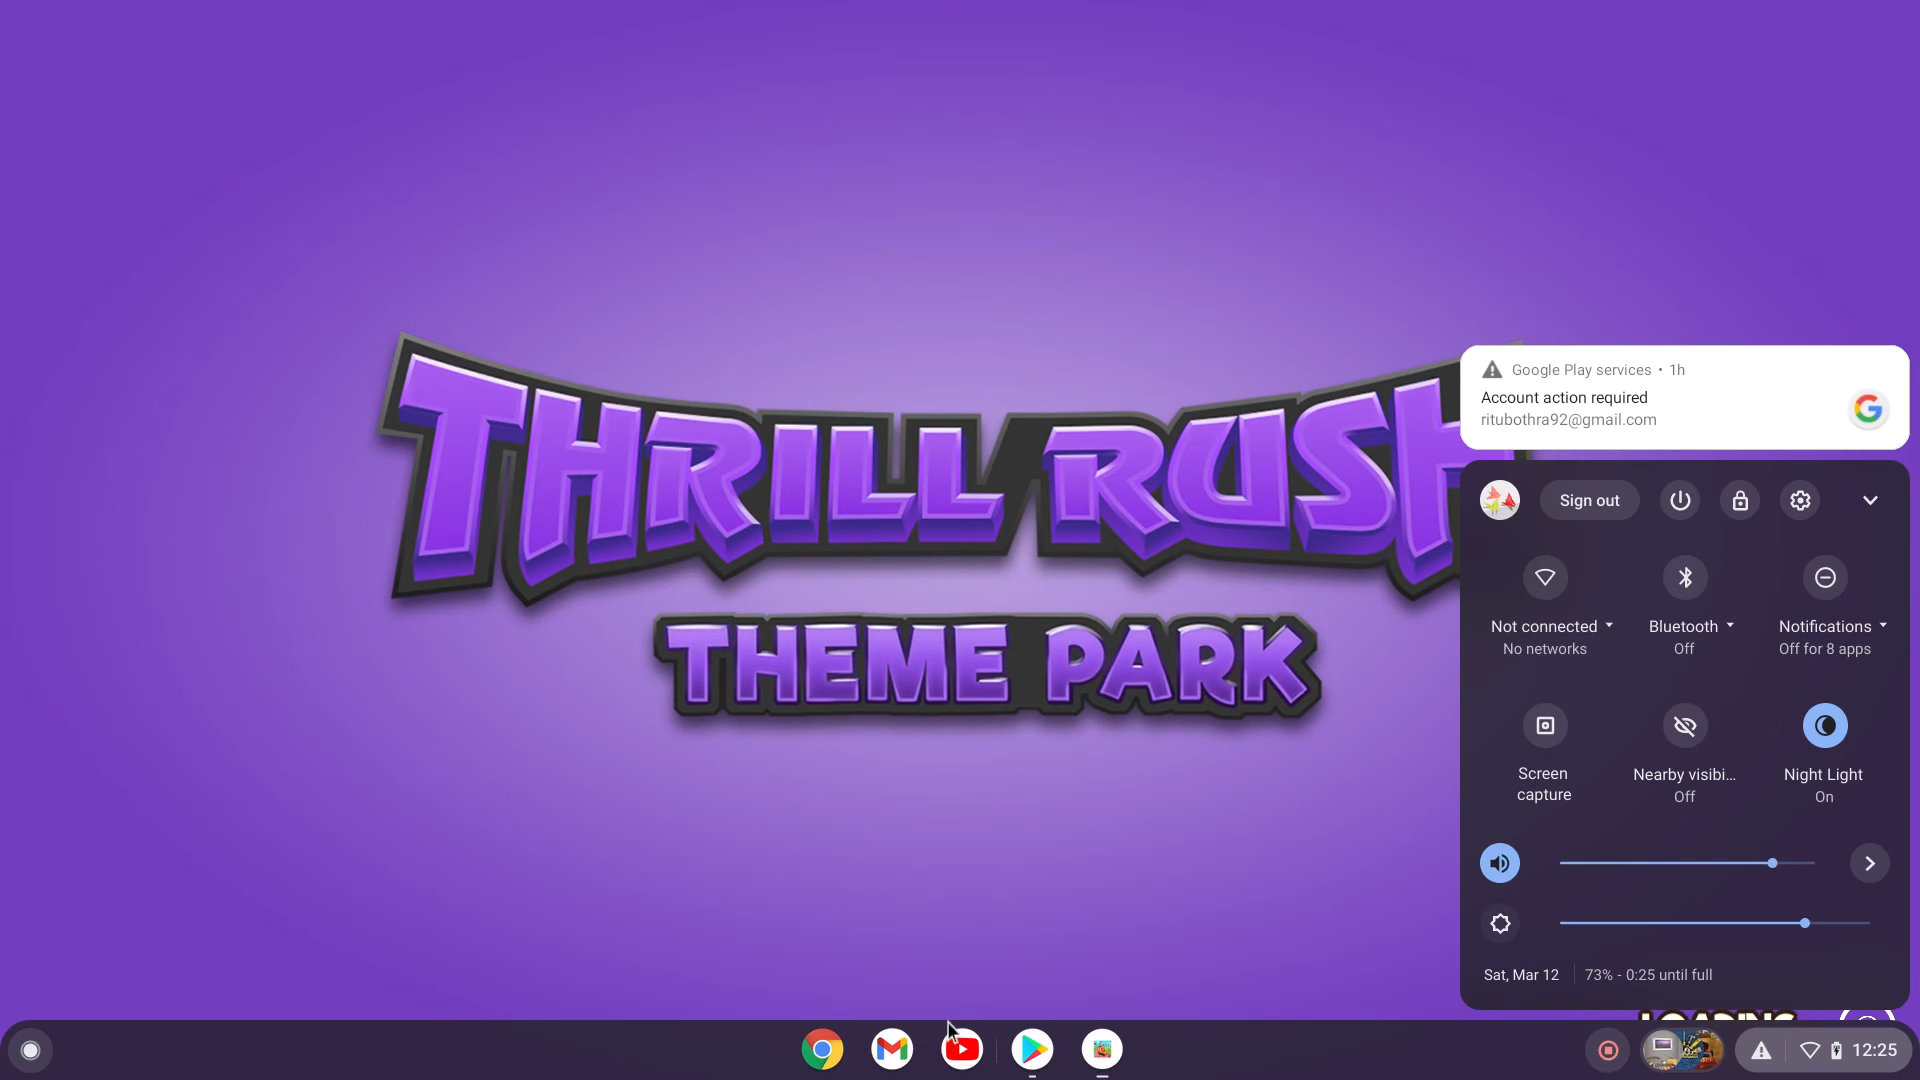 THRILL RUSH
THEME PARK
Google Play services • 1h
Account action required
ritubothra92@gmail.com
Sign out
Not connected
No networks
Bluetooth
Off
Notifications
Off for 8 apps
Screen
capture
Nearby visibi...
Off
Night Light
On
Sat, Mar 12
73% - 0:25 until full
LOADING
12:25